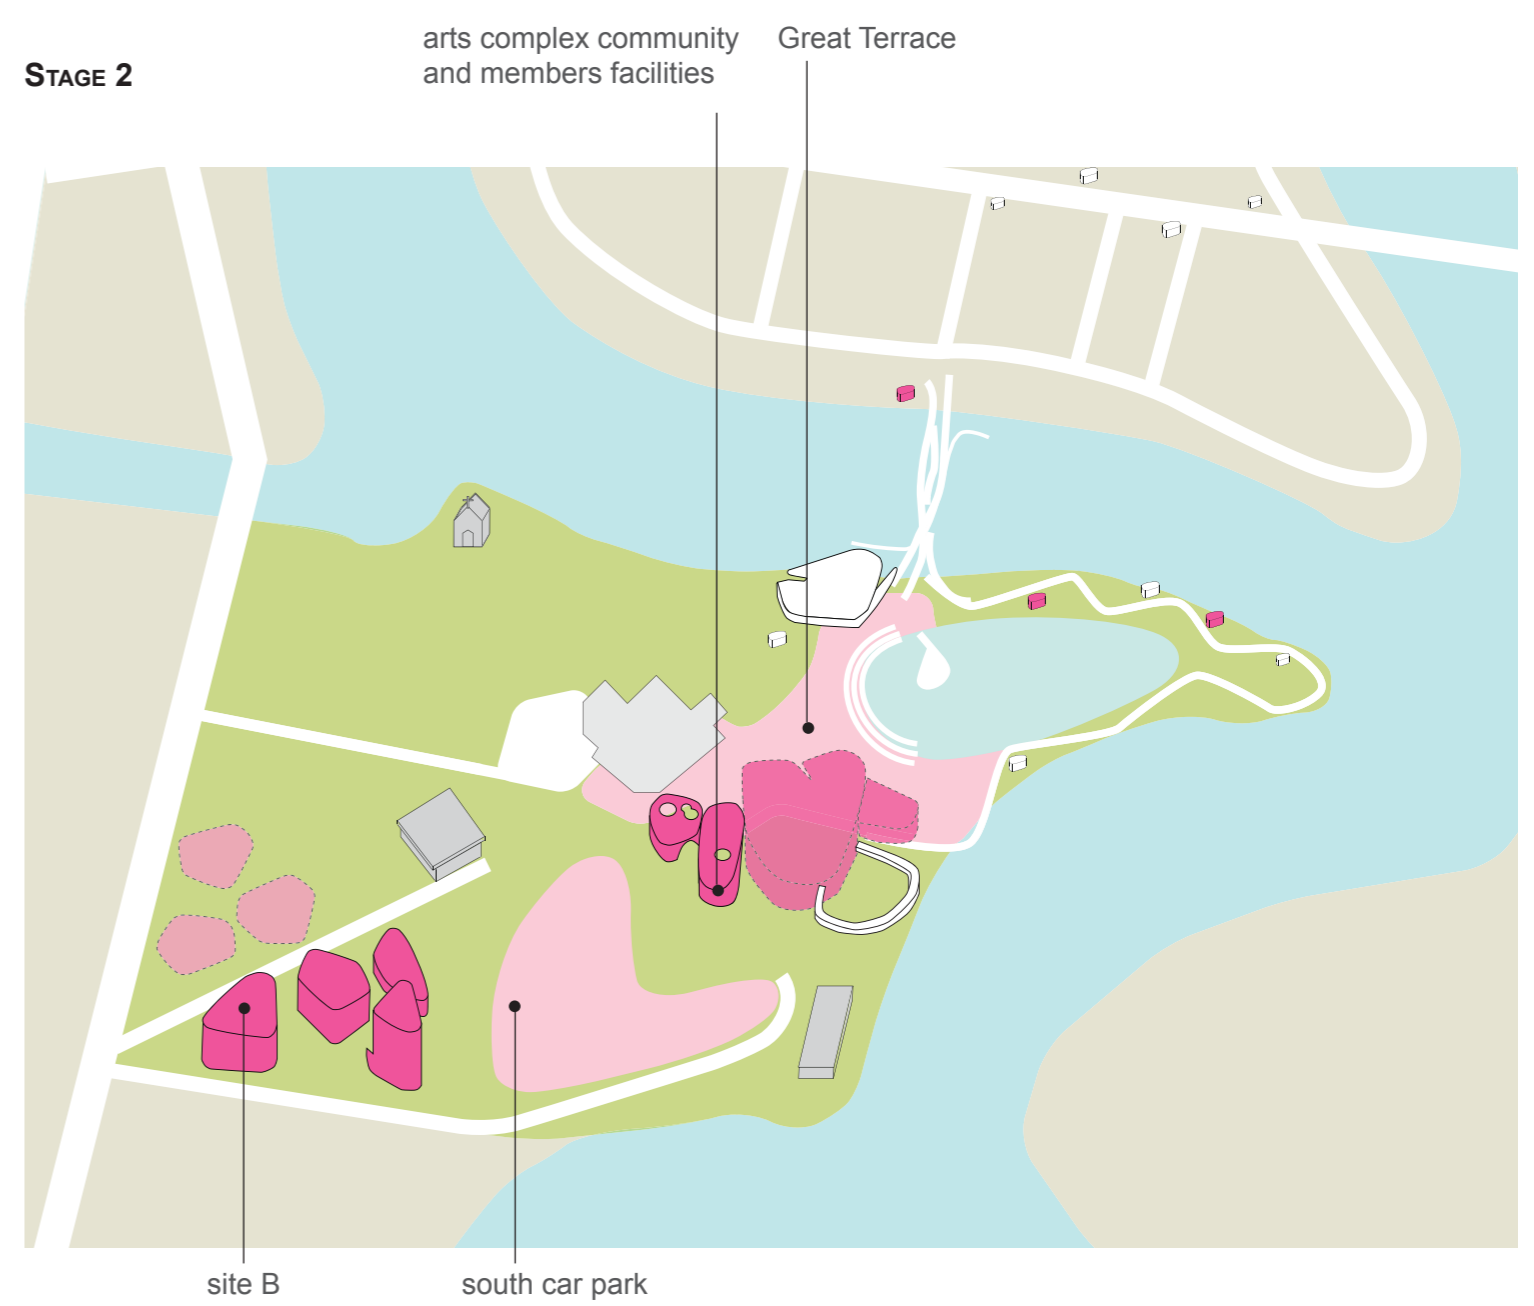 arts complex community
and members facilities
Great Terrace
STAGE 2
site B
south car park